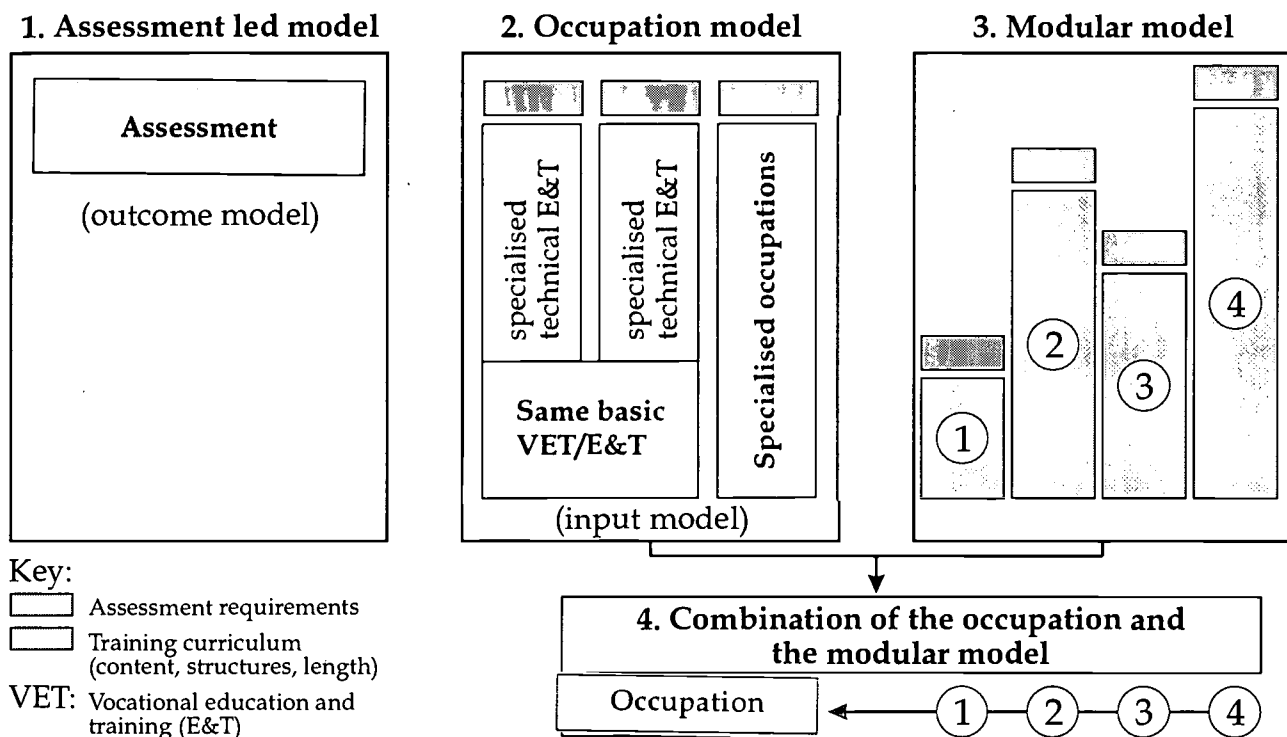 1. Assessment led model
Assessment
(outcome model)
2. Occupation model
specialised
technical E&T
specialised
technical E&T
Specialised occupations
Same basic
VET/E&T
(input model)
3. Modular model
1
2
3
4
Key:
Assessment requirements
Training curriculum
(content, structures, length)
VET: Vocational education and
training (E&T)
4. Combination of the occupation and
the modular model
Occupation
1 2 3 4